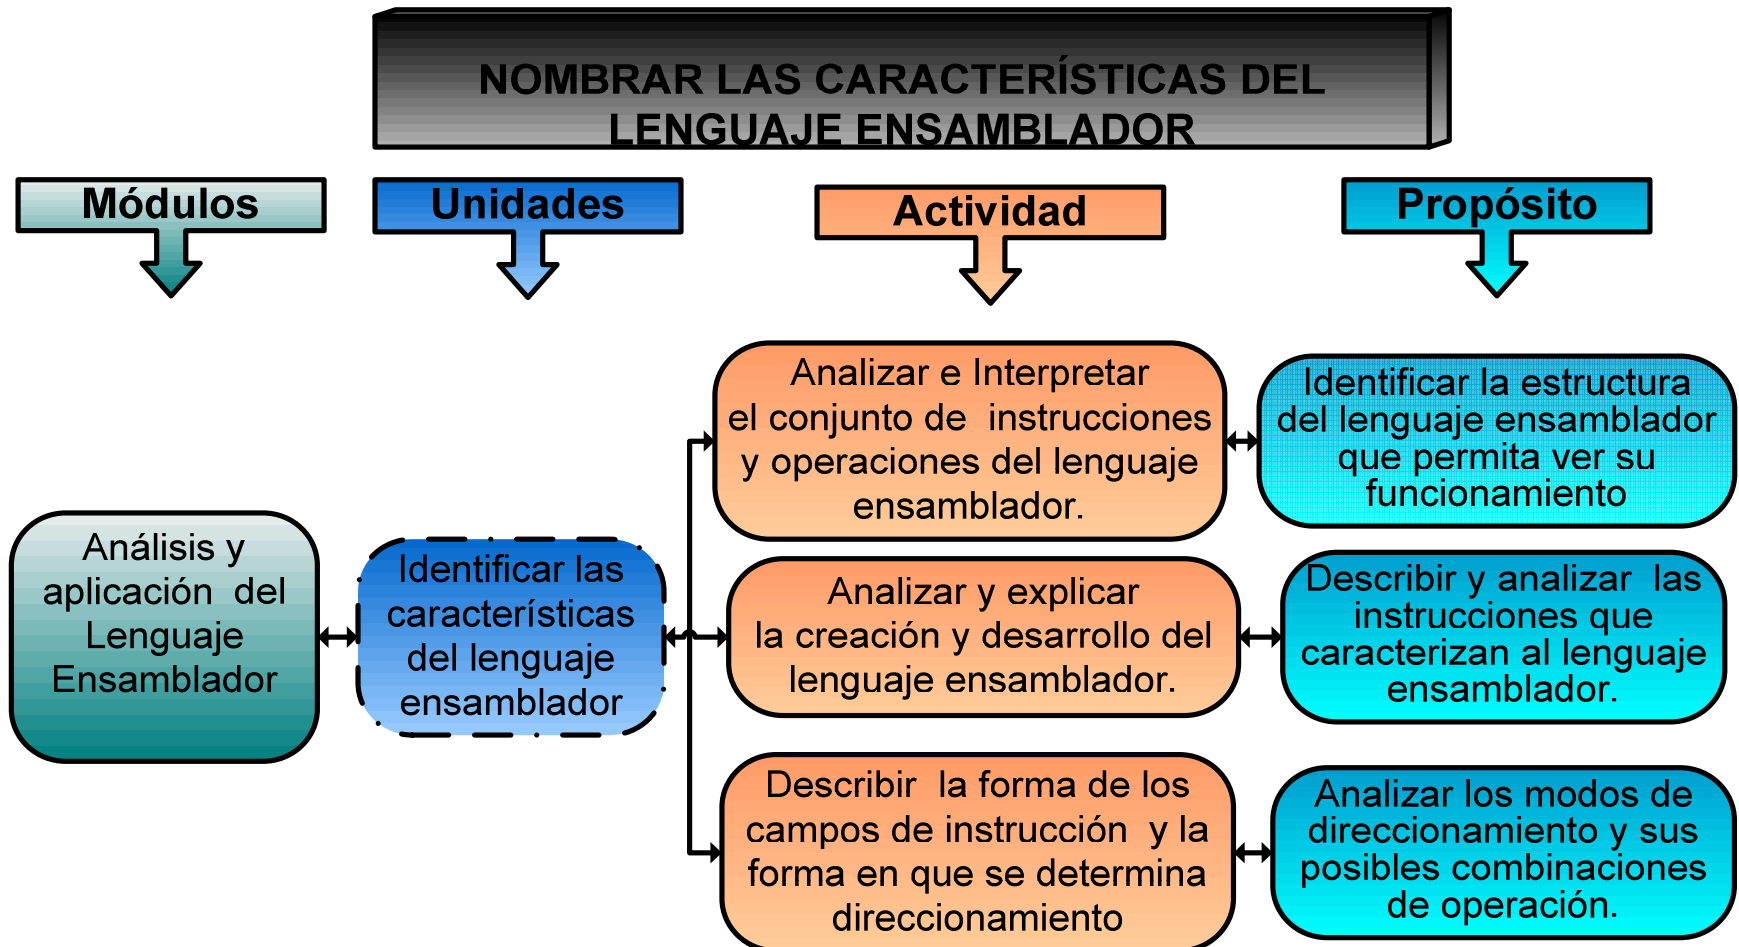 NOMBRAR LAS CARACTERÍSTICAS DEL
LENGUAJE ENSAMBLADOR
Módulos
Unidades
Actividad
Propósito
Análisis y
aplicación del
Lenguaje
Ensamblador
Identificar las
características
del lenguaje
ensamblador
Analizar e Interpretar
el conjunto de instrucciones
y operaciones del lenguaje
ensamblador.
Identificar la estructura
del lenguaje ensamblador
que permita ver su
funcionamiento
Analizar y explicar
la creación y desarrollo del
lenguaje ensamblador.
Describir y analizar las
instrucciones que
caracterizan al lenguaje
ensamblador.
Describir la forma de los
campos de instrucción y la
forma en que se determina
direccionamiento
Analizar los modos de
direccionamiento y sus
posibles combinaciones
de operación.